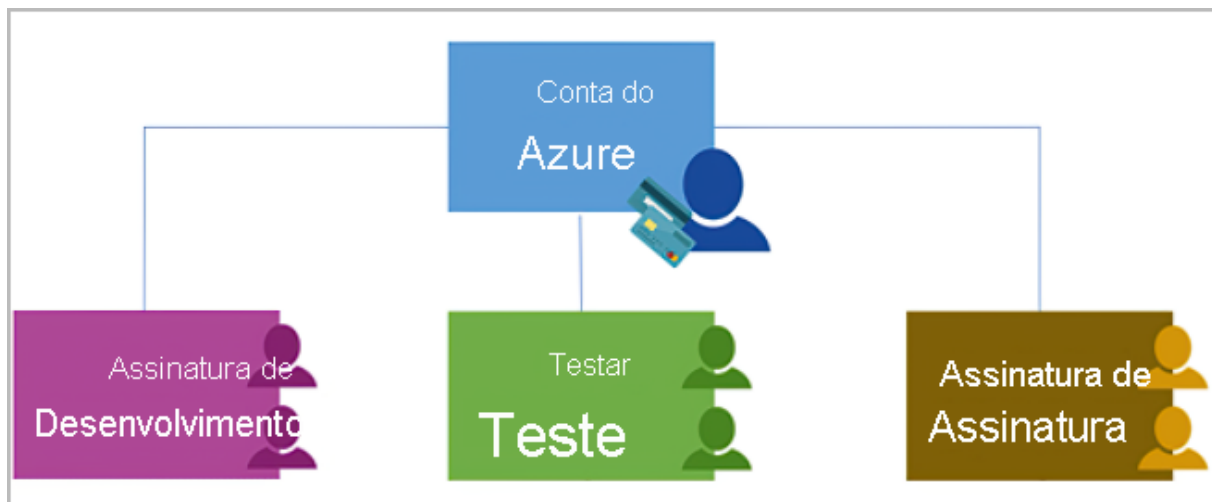 Conta do
Azure
Assinatura de
Desenvolvimento
Testar
Teste
Assinatura de
Assinatura